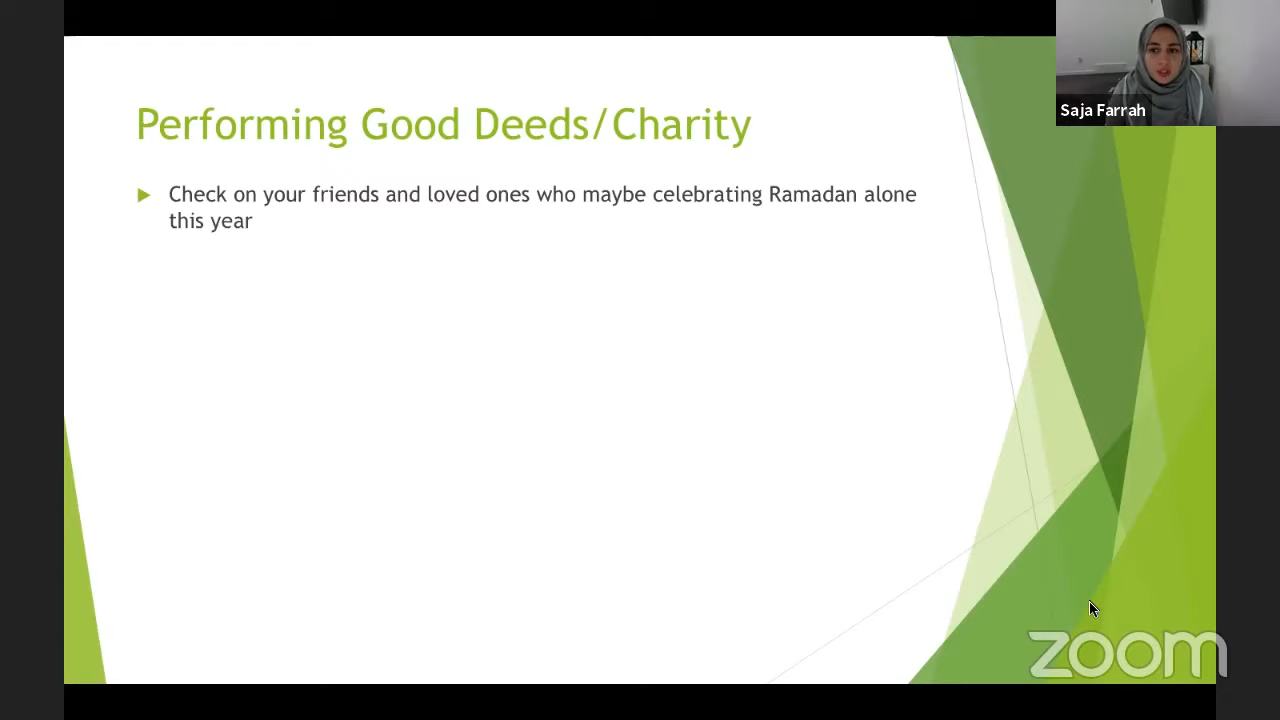 Performing Good Deeds/Charity
Check on your friends and loved ones who maybe celebrating Ramadan alone
this year
Saja Farrah
zoom